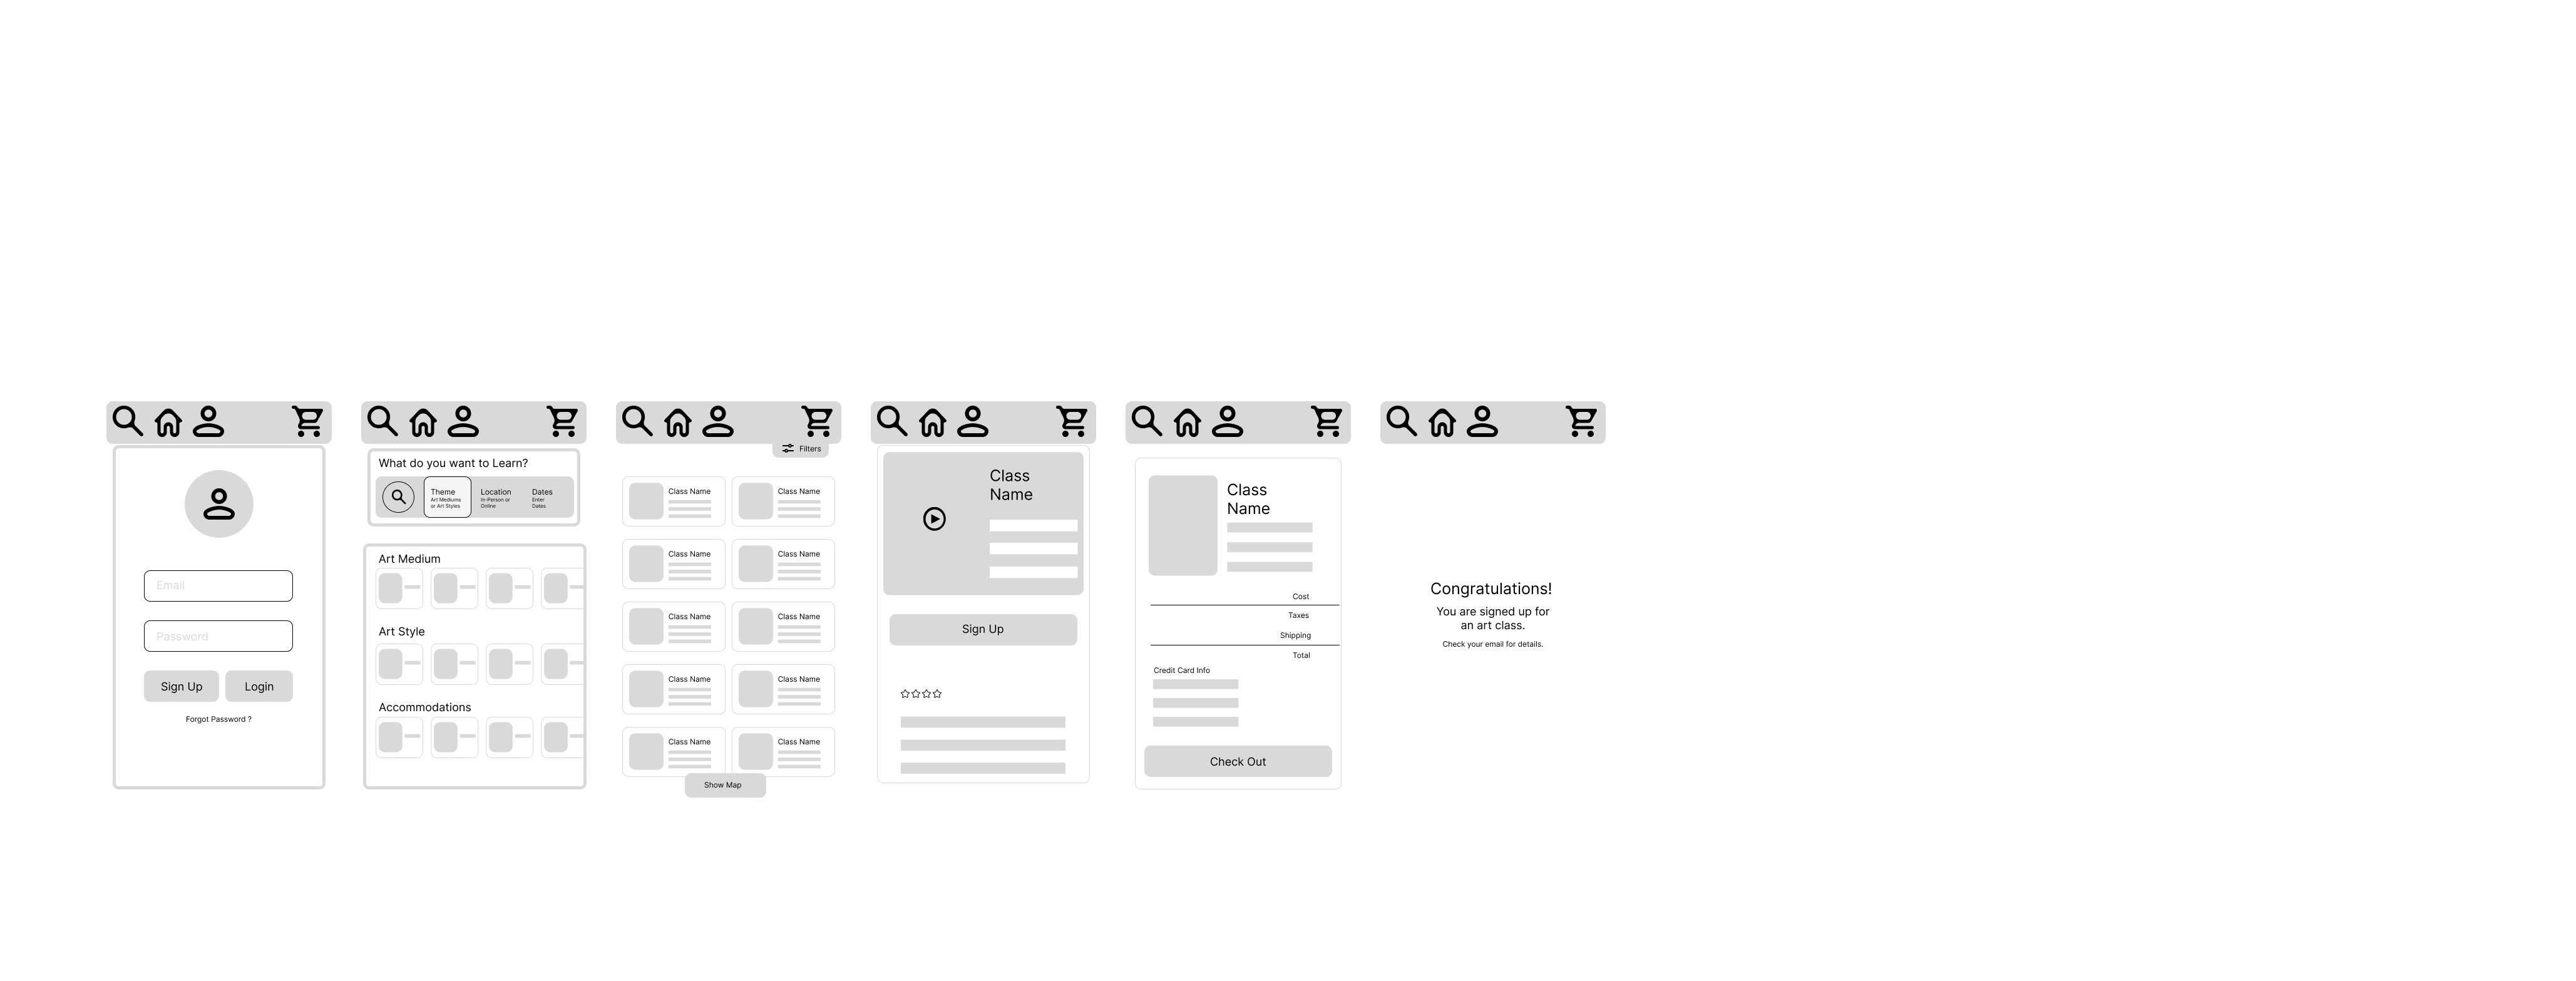 Email
Password
Sign Up
Login
Forgot Password ?
What do you want to Learn?
Theme
Art Mediums
or Art Styles
Location
In-Person or
Online
Dates
Enter
Dates
Art Medium
Art Style
Accommodations
Filters
Class Name
Class Name
Class Name
Class Name
Class Name
Class Name
Class Name
Class Name
Class Name
Class Name
Show Map
Class
Name
Sign Up
Class
Name
Cost
Taxes
Shipping
Total
Credit Card Info
Check Out
Congratulations!
You are signed up for
an art class.
Check your email for details.